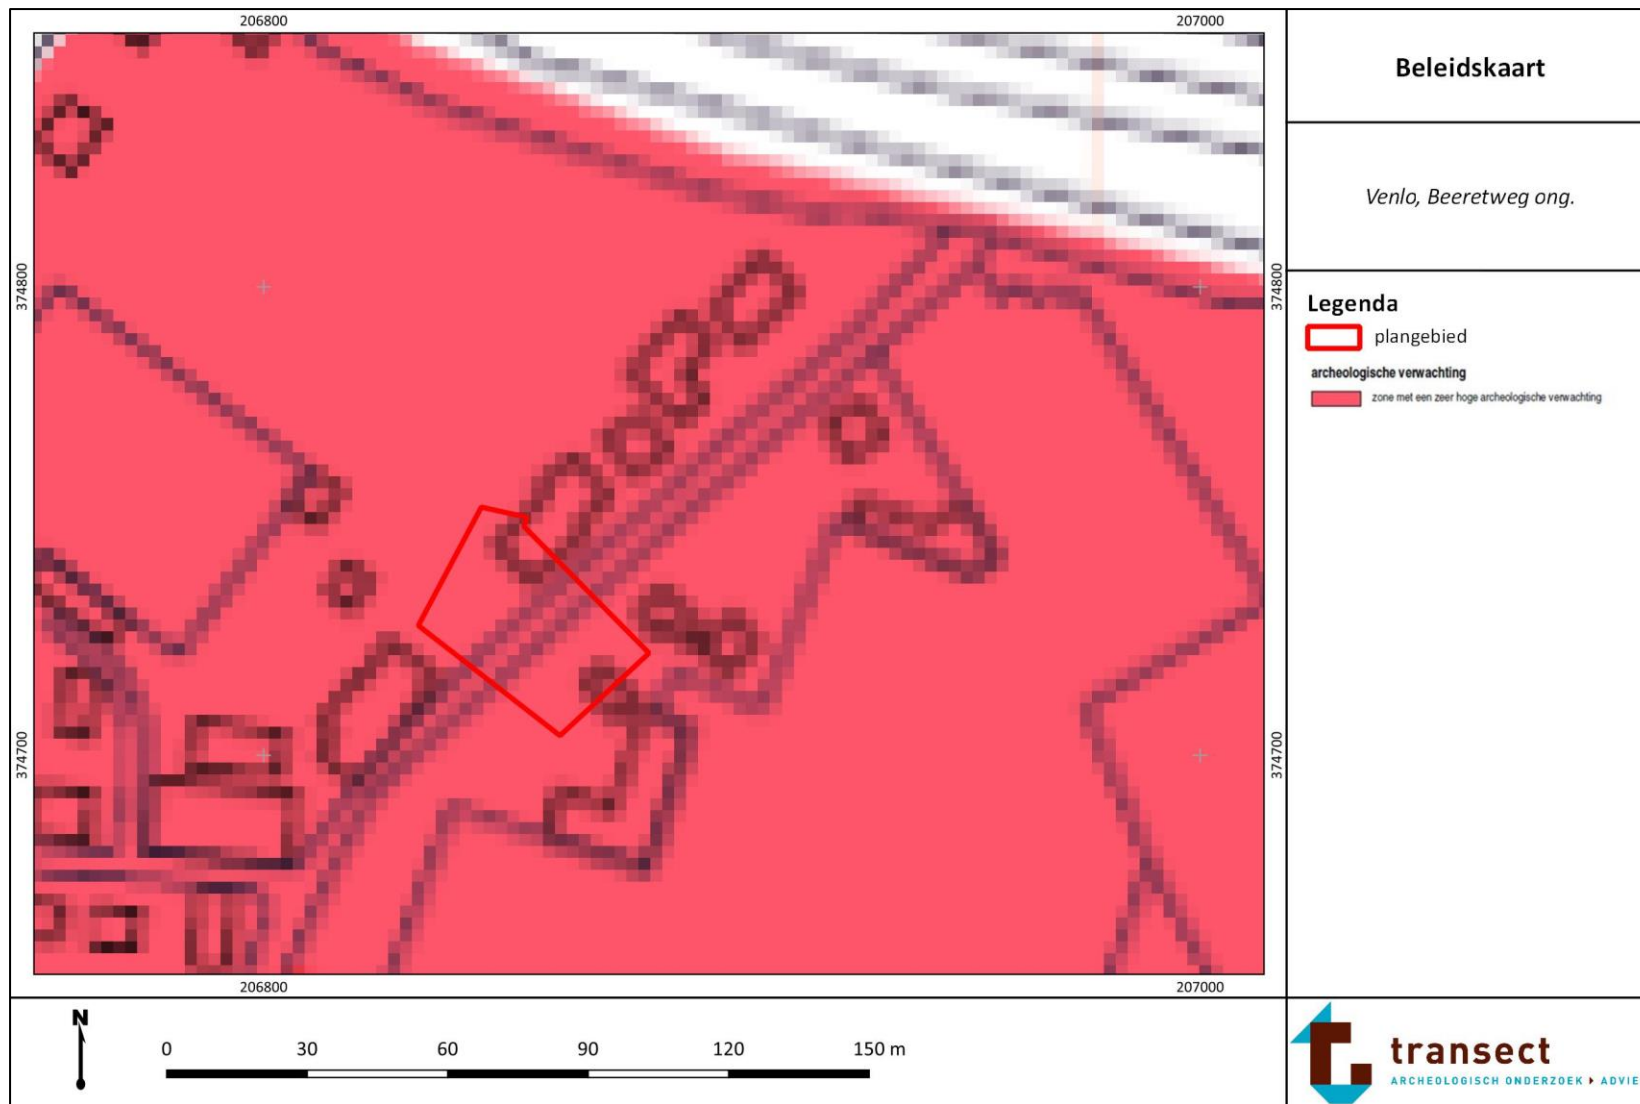 206800
207000
374800
374800
374700
374700
206800
207000
Beleidskaart
Venlo, Beeretweg ong.
Legenda
plangebied
archeologische verwachting
zone met een zeer hoge archeologische verwachting
N
0 30 60 90 120 150 m
transect
ARCHEOLOGISCH ONDERZOEK ADVIE